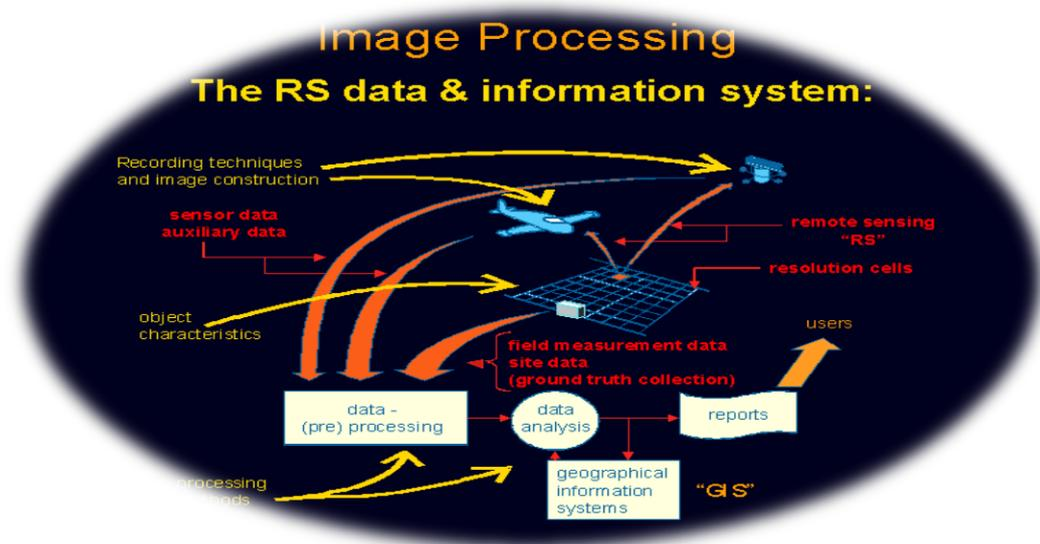 Image Processing
The RS data & information system:
Recording techniques
and image construction
sensor data
auxiliary data
remote sensing
“RS”
resolution cells
object
characteristics
users
field measurement data
site data
(ground truth collection)
data -
(pre) processing
data
analysis
reports
processing
geographical
information
systems
“GIS”